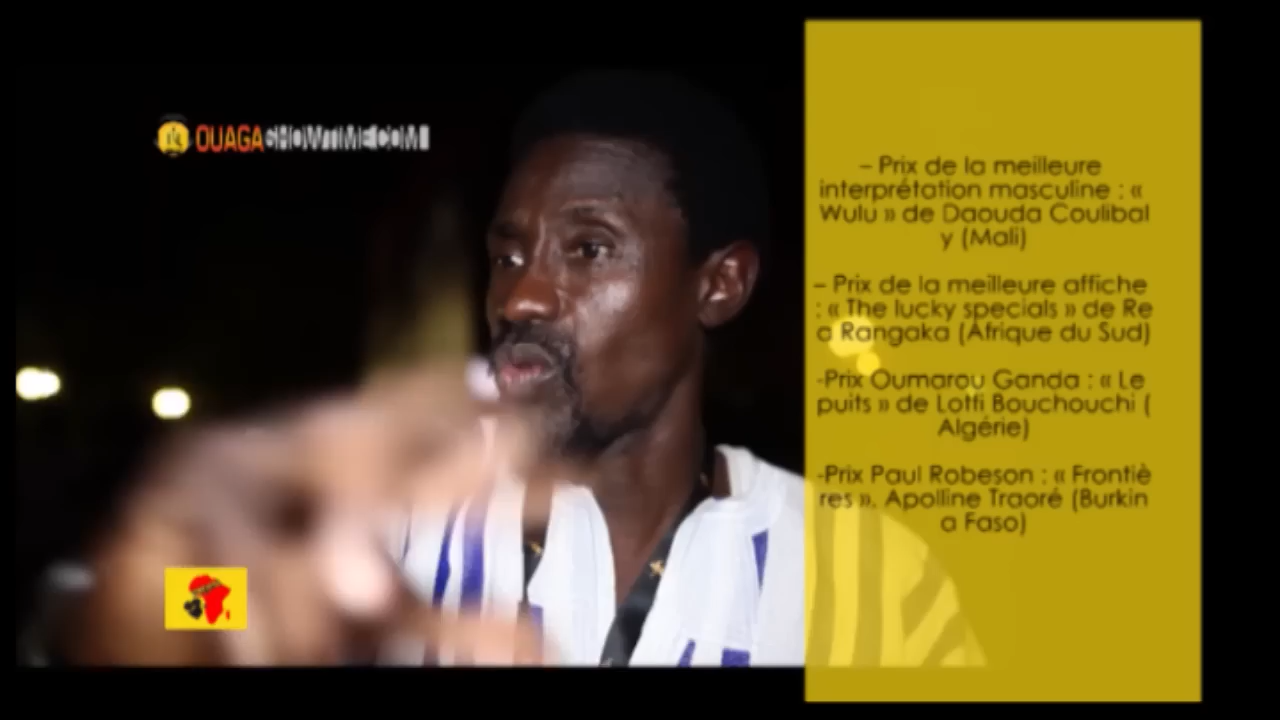 OUAGASHOWTIME.COM
– Prix de la meilleure
interprétation masculine : «
Wulu » de Daouda Coulibal
y (Mali)
– Prix de la meilleure affiche
: « The lucky specials » de Re
a Rangaka (Afrique du Sud)
-Prix Oumarou Ganda : « Le
puits » de Lotfi Bouchouchi (
Algérie)
-Prix Paul Robeson : « Frontiè
res ». Apolline Traoré (Burkin
a Faso)